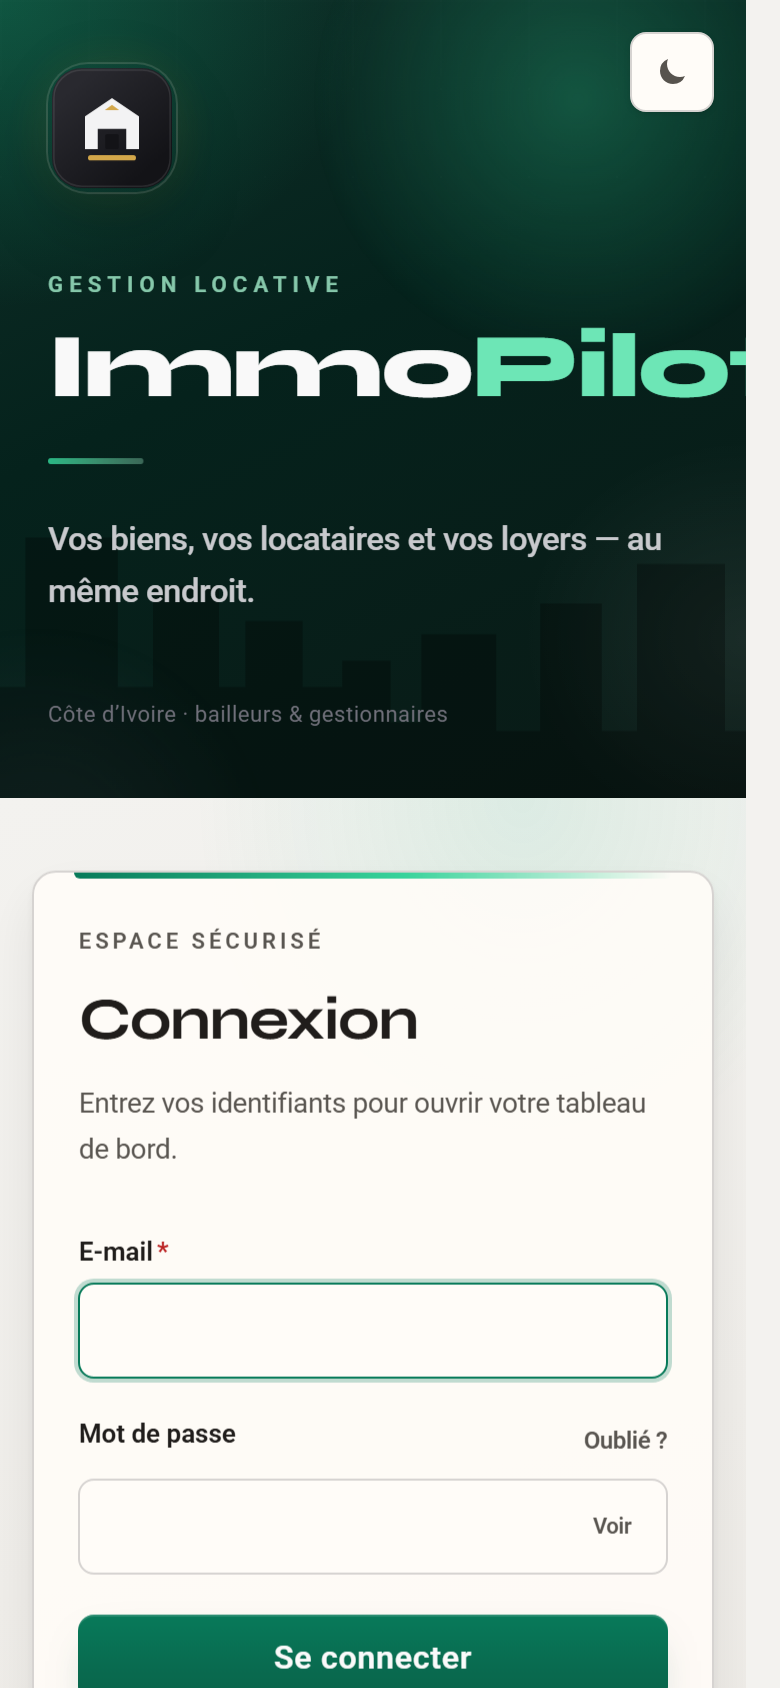 GESTION LOCATIVE
ImmoPilot
Vos biens, vos locataires et vos loyers — au
même endroit.
Côte d’Ivoire · bailleurs & gestionnaires
ESPACE SÉCURISÉ
Connexion
Entrez vos identifiants pour ouvrir votre tableau
de bord.
E-mail *
Mot de passe
Oublié ?
Voir
Se connecter